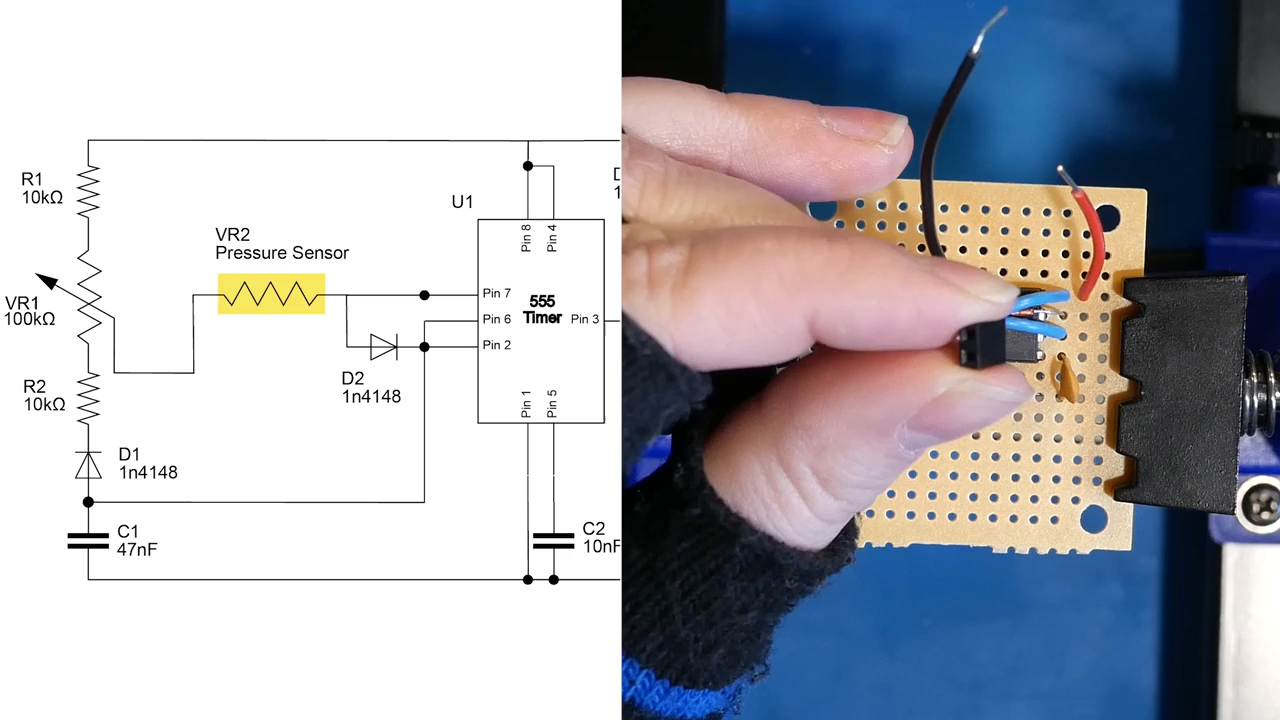 R1
10kΩ
VR1
100kΩ
R2
10kΩ
D1
1n4148
C1
47nF
VR2
Pressure Sensor
D2
1n4148
U1
Pin 8
Pin 4
Pin 7
Pin 6
Pin 2
555
Timer
Pin 3
Pin 1
Pin 5
C2
10nF